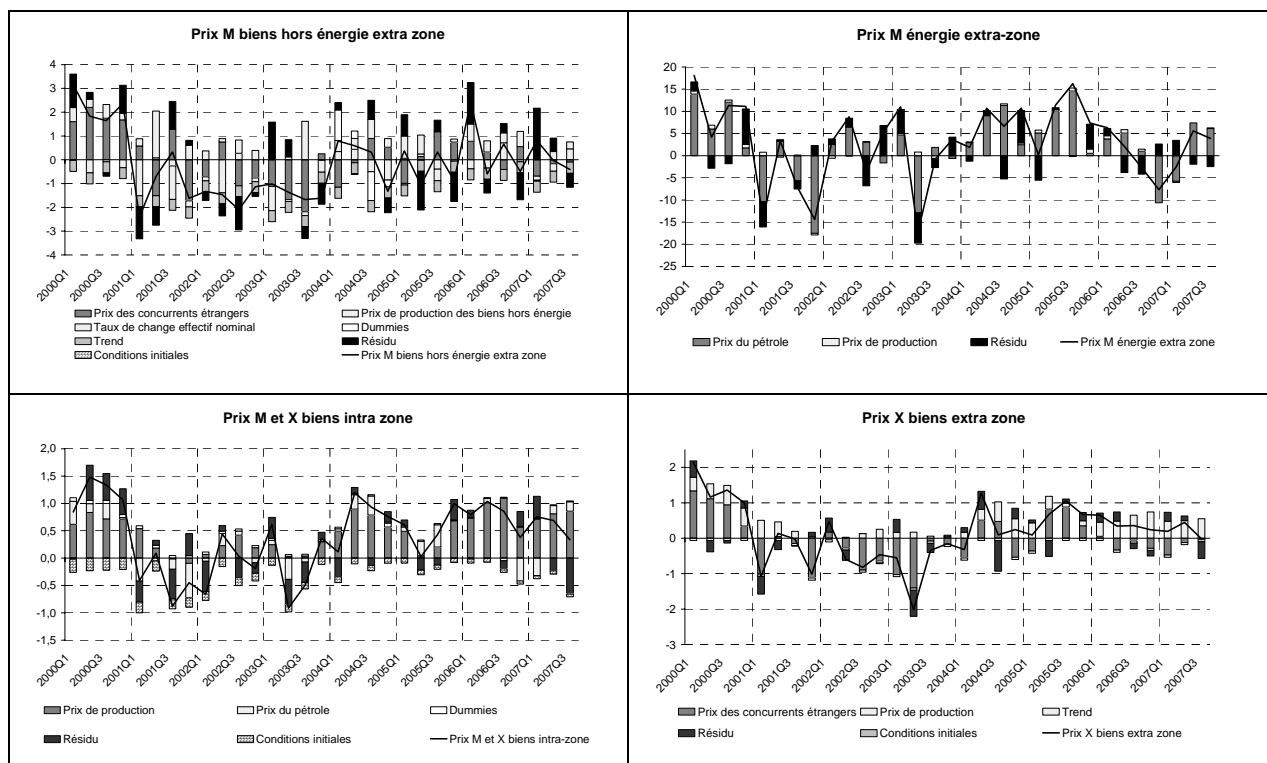 Prix M biens hors énergie extra zone
4
3
2
1
0
-1
-2
-3
-4
2000Q1
2000Q3
2001Q1
2001Q3
2002Q1
2002Q3
2003Q1
2003Q3
2004Q1
2004Q3
2005Q1
2005Q3
2006Q1
2006Q3
2007Q1
2007Q3
Prix des concurrents étrangers
Prix de production des biens hors énergie
Taux de change effectif nominal
Dummies
Trend
Résidu
Conditions initiales
Prix M biens hors énergie extra zone
Prix M énergie extra-zone
20
15
10
5
0
-5
-10
-15
-20
-25
2000Q1
2000Q3
2001Q1
2001Q3
2002Q1
2002Q3
2003Q1
2003Q3
2004Q1
2004Q3
2005Q1
2005Q3
2006Q1
2006Q3
2007Q1
2007Q3
Prix du pétrole
Prix de production
Résidu
Prix M énergie extra zone
Prix M et X biens intra zone
2,0
1,5
1,0
0,5
0,0
-0,5
-1,0
-1,5
2000Q1
2000Q3
2001Q1
2001Q3
2002Q1
2002Q3
2003Q1
2003Q3
2004Q1
2004Q3
2005Q1
2005Q3
2006Q1
2006Q3
2007Q1
2007Q3
Prix de production
Prix du pétrole
Dummies
Résidu
Conditions initiales
Prix M et X biens intra-zone
Prix X biens extra zone
2
1
0
-1
-2
-3
2000Q1
2000Q3
2001Q1
2001Q3
2002Q1
2002Q3
2003Q1
2003Q3
2004Q1
2004Q3
2005Q1
2005Q3
2006Q1
2006Q3
2007Q1
2007Q3
Prix des concurrents étrangers
Prix de production
Trend
Résidu
Conditions initiales
Prix X biens extra zone